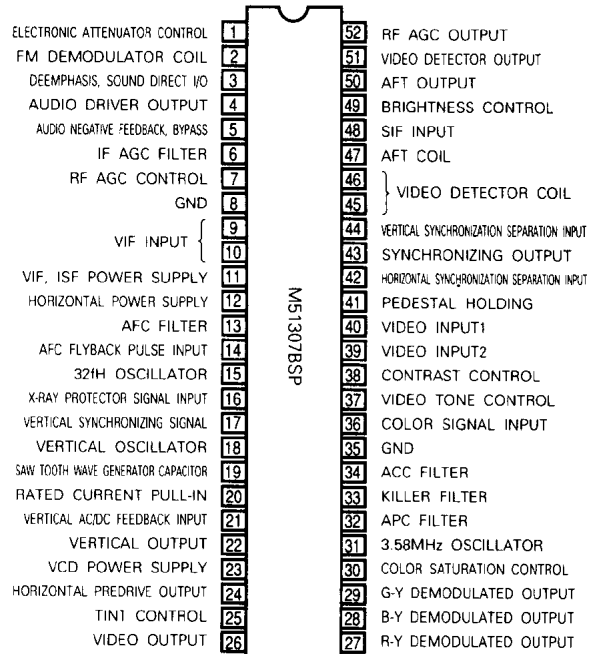 ELECTRONIC ATTENUATOR CONTROL 1
FM DEMODULATOR COIL 2
DEEMPHASIS, SOUND DIRECT I/O 3
AUDIO DRIVER OUTPUT 4
AUDIO NEGATIVE FEEDBACK, BYPASS 5
IF AGC FILTER 6
RF AGC CONTROL 7
GND 8
VIF INPUT 9
10
VIF, ISF POWER SUPPLY 11
HORIZONTAL POWER SUPPLY 12
AFC FILTER 13
AFC FLYBACK PULSE INPUT 14
32fH OSCILLATOR 15
X-RAY PROTECTOR SIGNAL INPUT 16
VERTICAL SYNCHRONIZING SIGNAL 17
VERTICAL OSCILLATOR 18
SAW TOOTH WAVE GENERATOR CAPACITOR 19
RATED CURRENT PULL-IN 20
VERTICAL AC/DC FEEDBACK INPUT 21
VERTICAL OUTPUT 22
VCD POWER SUPPLY 23
HORIZONTAL PREDRIVE OUTPUT 24
TINT CONTROL 25
VIDEO OUTPUT 26
M51307BSP
52 RF AGC OUTPUT
51 VIDEO DETECTOR OUTPUT
50 AFT OUTPUT
49 BRIGHTNESS CONTROL
48 SIF INPUT
47 AFT COIL
46 VIDEO DETECTOR COIL
45
44 VERTICAL SYNCHRONIZATION SEPARATION INPUT
43 SYNCHRONIZING OUTPUT
42 HORIZONTAL SYNCHRONIZATION SEPARATION INPUT
41 PEDESTAL HOLDING
40 VIDEO INPUT1
39 VIDEO INPUT2
38 CONTRAST CONTROL
37 VIDEO TONE CONTROL
36 COLOR SIGNAL INPUT
35 GND
34 ACC FILTER
33 KILLER FILTER
32 APC FILTER
31 3.58MHz OSCILLATOR
30 COLOR SATURATION CONTROL
29 G-Y DEMODULATED OUTPUT
28 B-Y DEMODULATED OUTPUT
27 R-Y DEMODULATED OUTPUT